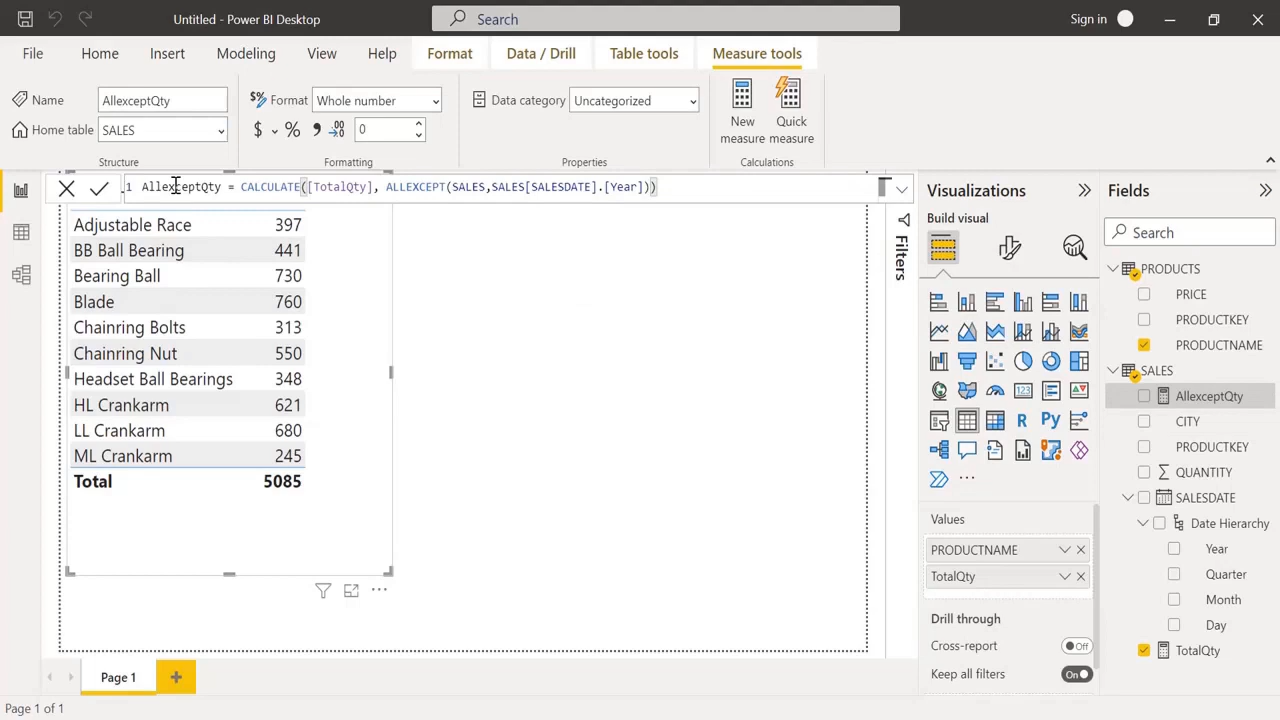 Untitled - Power BI Desktop
Search
Sign in
File
Home
Insert
Modeling
View
Help
Format
Data / Drill
Table tools
Measure tools
Name
AllexceptQty
Home table
SALES
Structure
$% Format
Whole number
$
%
0
Formatting
Data category
Uncategorized
Properties
New measure
Quick measure
Calculations
1 AllexceptQty = CALCULATE([TotalQty], ALLEXCEPT(SALES,SALES[SALESDATE].[Year]))
Adjustable Race 397
BB Ball Bearing 441
Bearing Ball 730
Blade 760
Chainring Bolts 313
Chainring Nut 550
Headset Ball Bearings 348
HL Crankarm 621
LL Crankarm 680
ML Crankarm 245
Total 5085
Filters
Visualizations
Build visual
123
R
Py
Values
PRODUCTNAME
TotalQty
Drill through
Cross-report
Off
Keep all filters
On
Fields
Search
PRODUCTS
PRICE
PRODUCTKEY
PRODUCTNAME
SALES
AllexceptQty
CITY
PRODUCTKEY
Σ QUANTITY
SALESDATE
Date Hierarchy
Year
Quarter
Month
Day
TotalQty
Page 1
Page 1 of 1